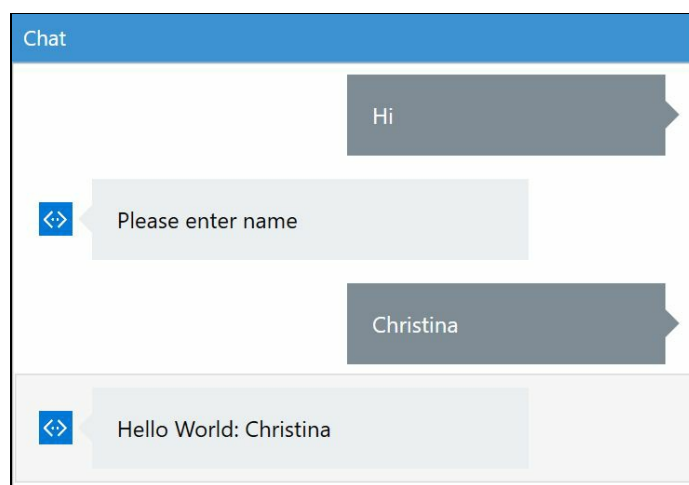 Chat
Hi
Please enter name
Christina
Hello World: Christina